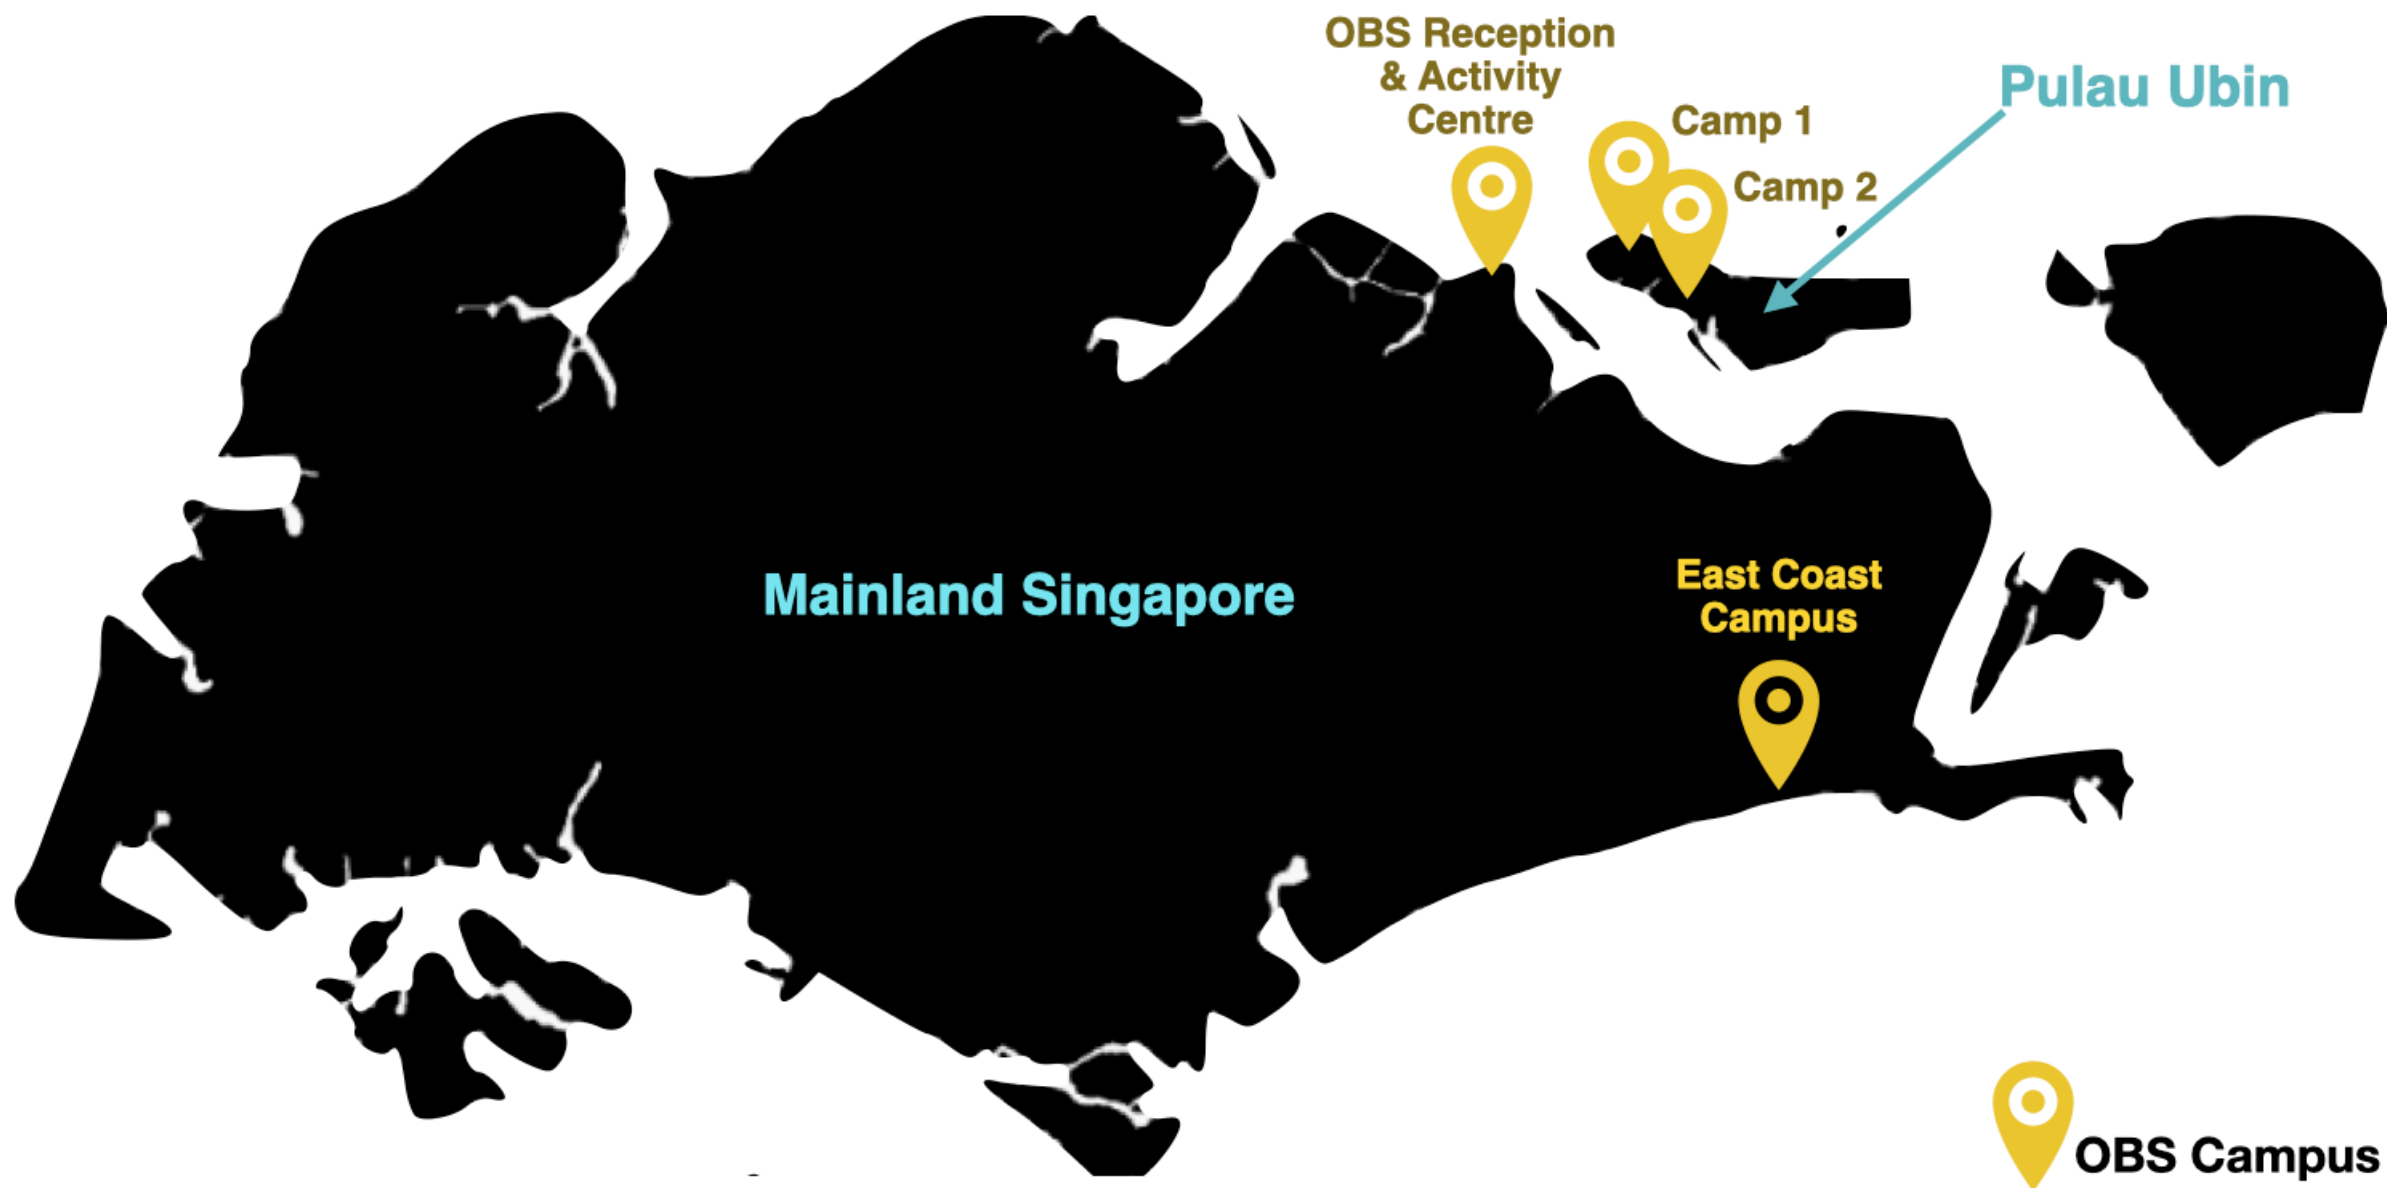 OBS Reception
& Activity
Centre
Pulau Ubin
Camp 1
Camp 2
Mainland Singapore
East Coast
Campus
OBS Campus